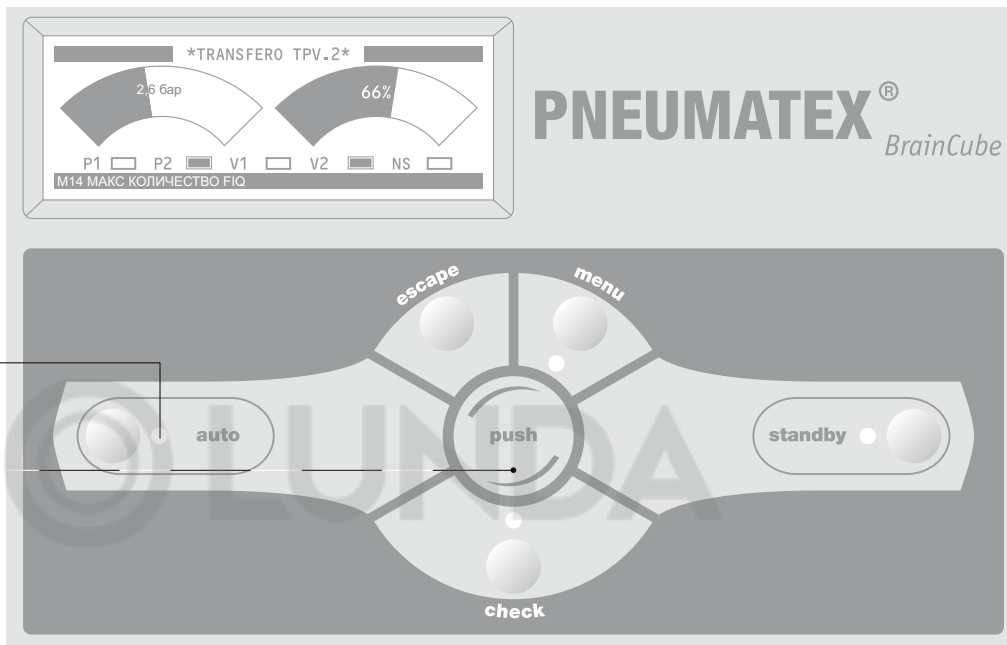 *TRANSFERO TPV.2*
2,6 бар
66%
P1 P2 V1 V2 NS
М14 МАКС КОЛИЧЕСТВО FIQ
PNEUMATEX®
BrainCube
escape
menu
auto
push
standby
check
LUNDA